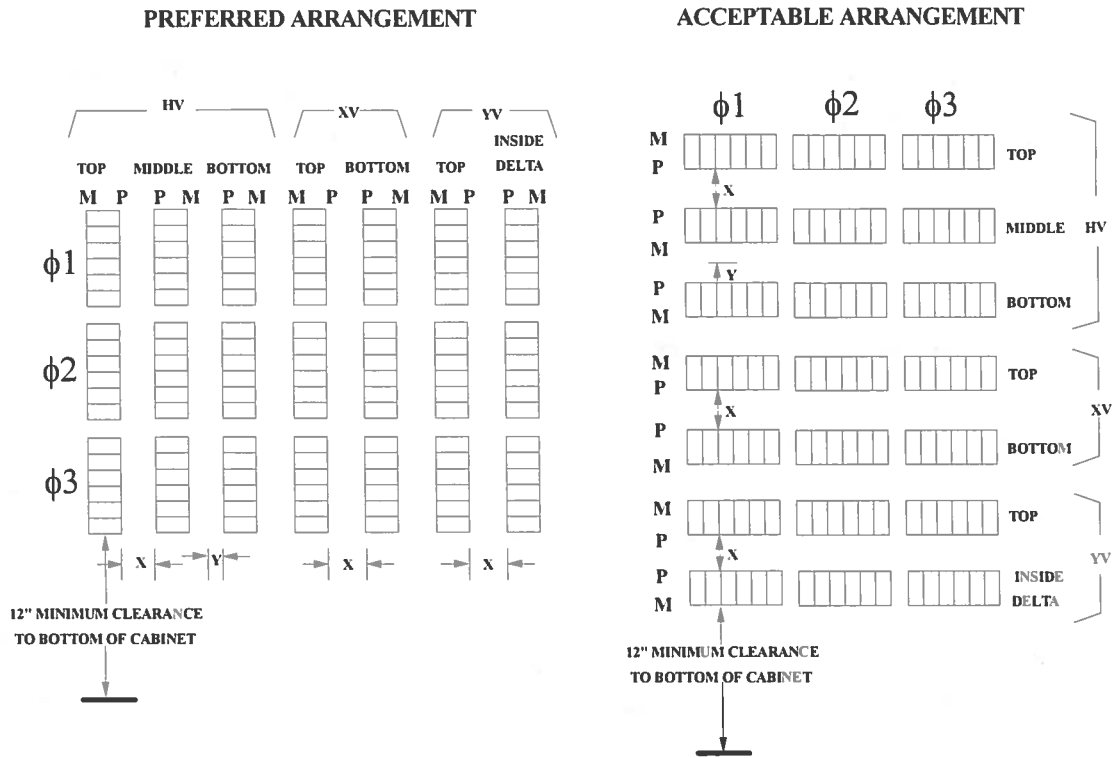 PREFERRED ARRANGEMENT
HV XV YV
INSIDE
TOP MIDDLE BOTTOM TOP BOTTOM TOP DELTA
M P P M P M M P P M M P P M
ϕ1
ϕ2
ϕ3
X Y X X
12" MINIMUM CLEARANCE
TO BOTTOM OF CABINET
ACCEPTABLE ARRANGEMENT
ϕ1 ϕ2 ϕ3
M
P TOP
X
P
M MIDDLE HV
Y
P
M BOTTOM
M
P TOP
X XV
P
M BOTTOM
M
P TOP
X YV
P INSIDE
M DELTA
12" MINIMUM CLEARANCE
TO BOTTOM OF CABINET